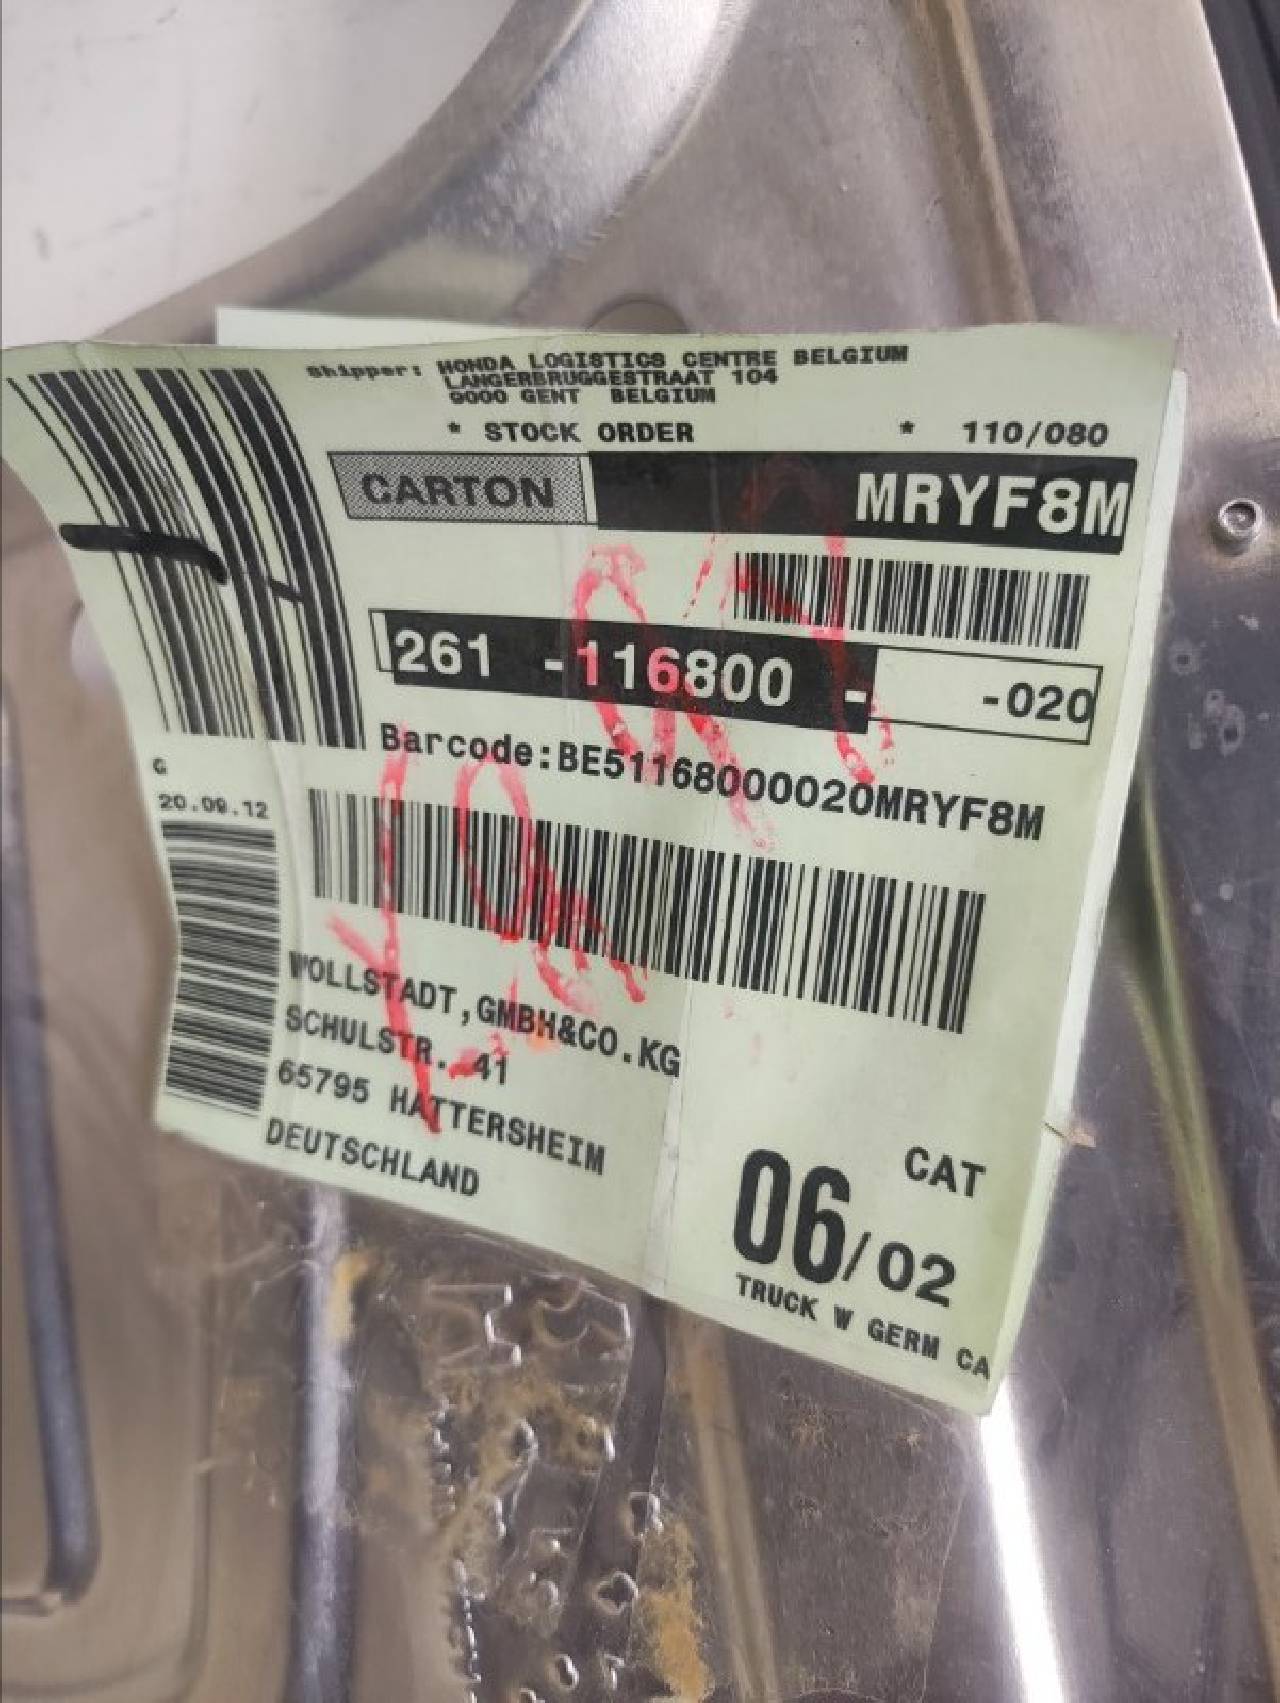 Shipper: HONDA LOGISTICS CENTRE BELGIUM
LANGERBRUGGESTRAAT 104
9000 GENT BELGIUM
* STOCK ORDER * 110/080
CARTON MRYF8M
261 -116800 - -020
Barcode:BE51168000020MRYF8M
G
20.09.12
WOLLSTADT,GMBH&CO.KG
SCHULSTR. 41
65795 HATTERSHEIM
DEUTSCHLAND
CAT
06/02
TRUCK W GERM CA